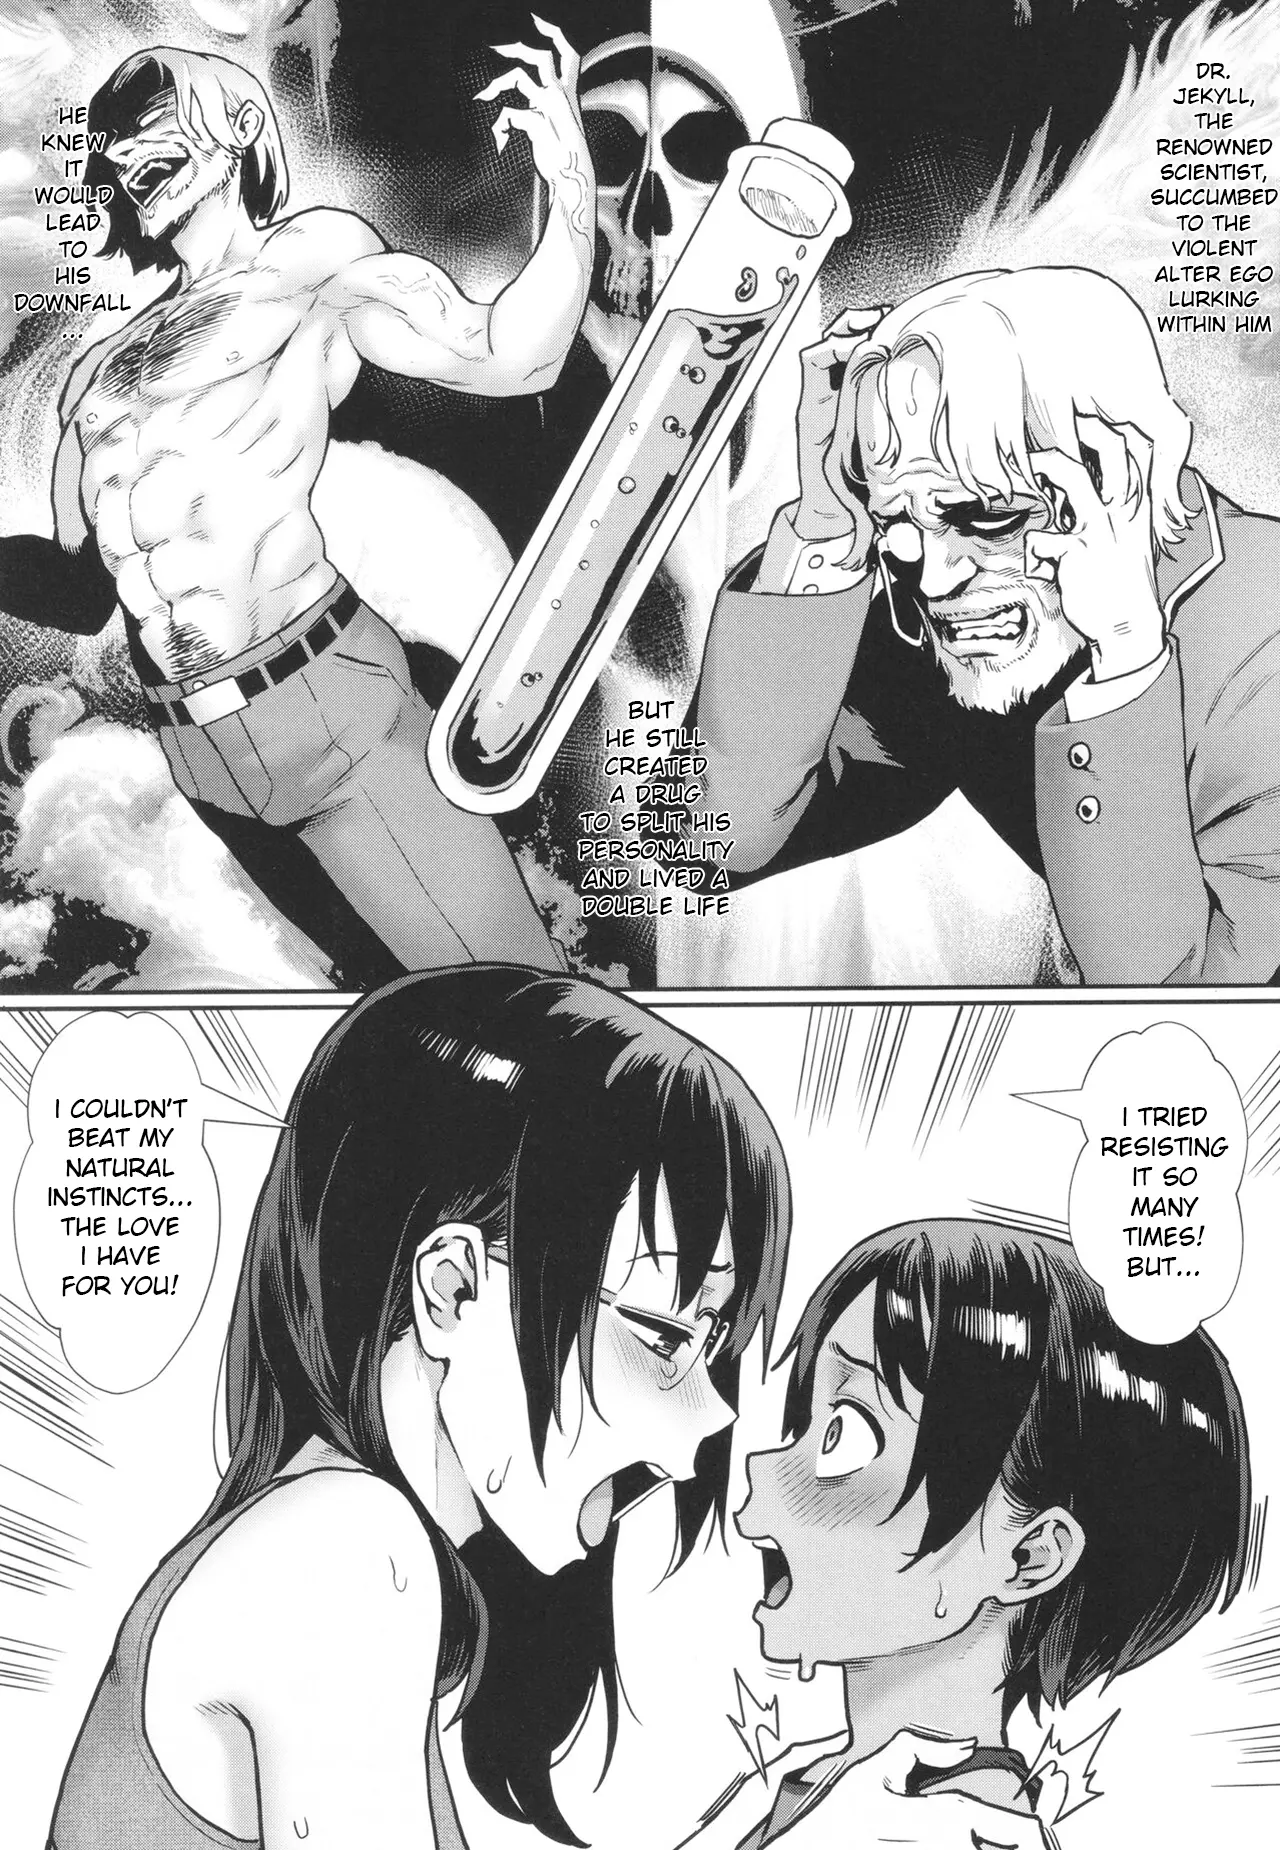 DR.
JEKYLL,
THE
RENOWNED
SCIENTIST,
SUCCUMBED
TO THE
VIOLENT
ALTER EGO
LURKING
WITHIN HIM
HE
KNEW
IT
WOULD
LEAD
TO
HIS
DOWNFALL
...
BUT
HE STILL
CREATED
A DRUG
TO SPLIT HIS
PERSONALITY
AND LIVED A
DOUBLE LIFE
I TRIED
RESISTING
IT SO
MANY
TIMES!
BUT...
I COULDN'T
BEAT MY
NATURAL
INSTINCTS...
THE LOVE
I HAVE
FOR YOU!